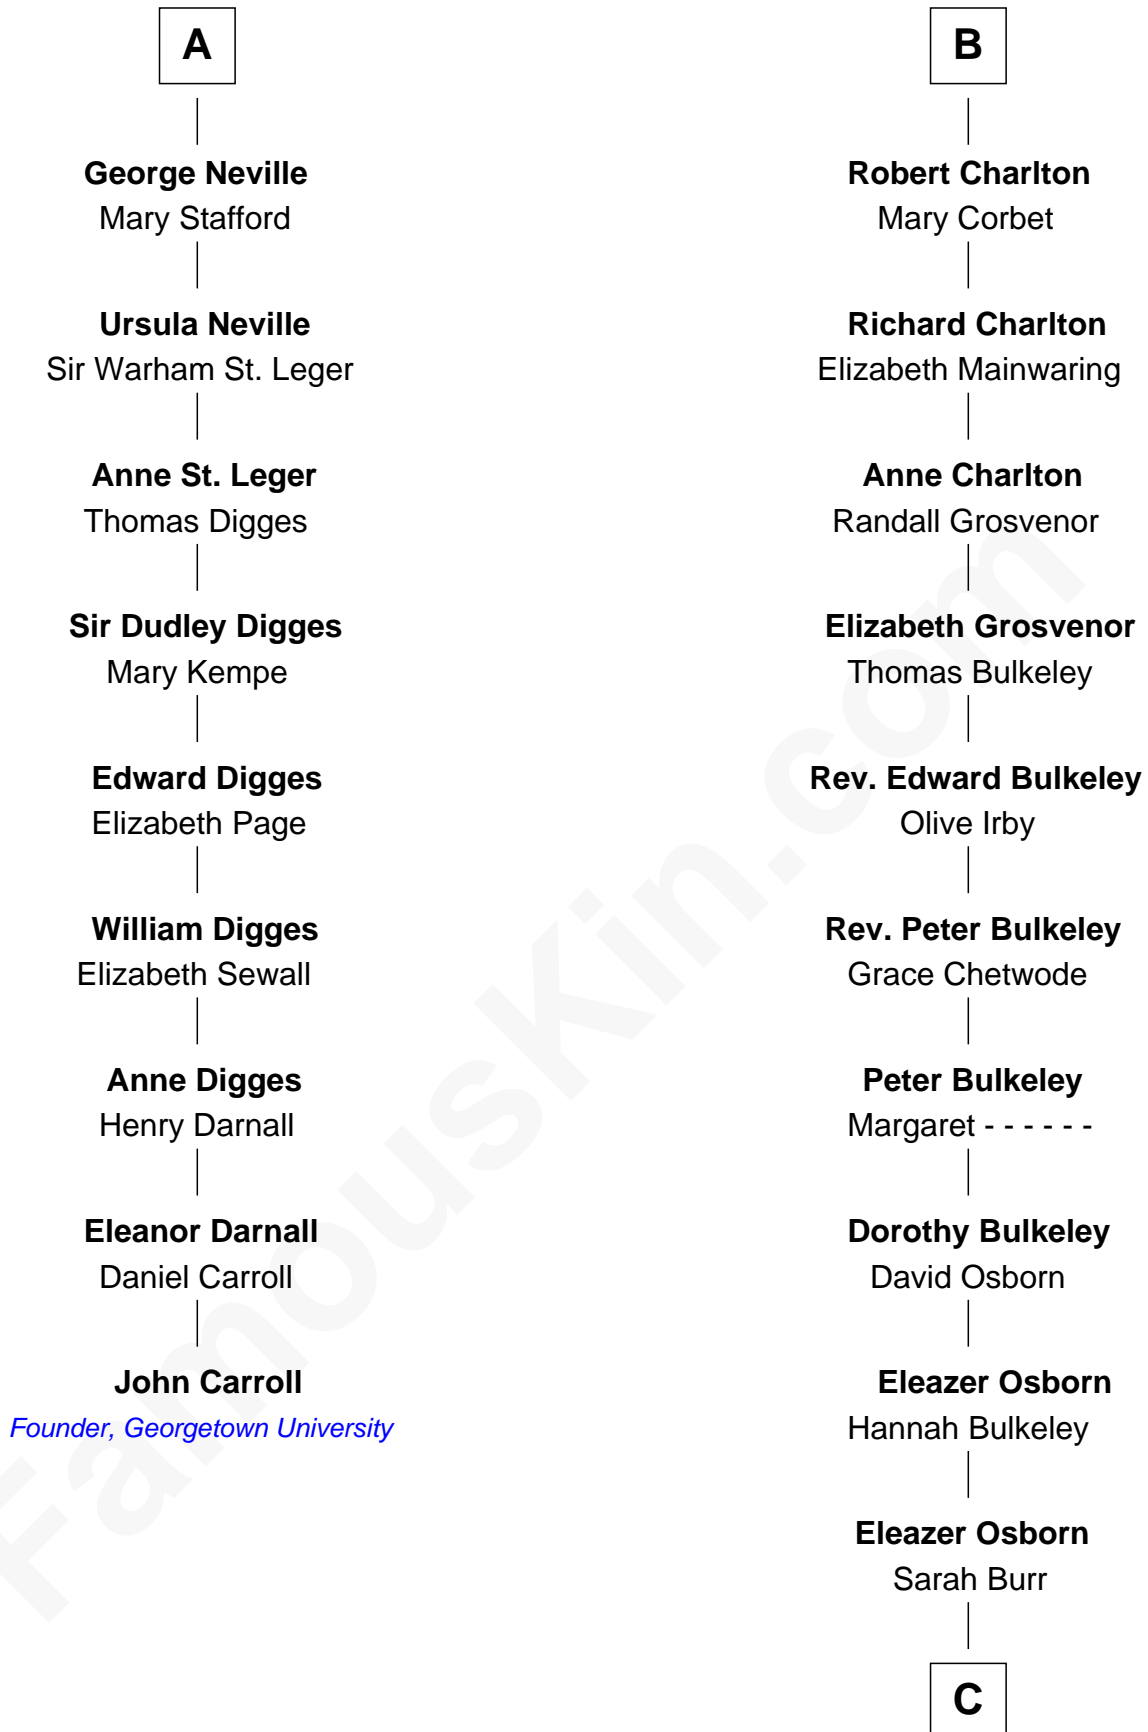 A
George Neville
Mary Stafford
Ursula Neville
Sir Warham St. Leger
Anne St. Leger
Thomas Digges
Sir Dudley Digges
Mary Kempe
Edward Digges
Elizabeth Page
William Digges
Elizabeth Sewall
Anne Digges
Henry Darnall
Eleanor Darnall
Daniel Carroll
John Carroll
Founder, Georgetown University
B
Robert Charlton
Mary Corbet
Richard Charlton
Elizabeth Mainwaring
Anne Charlton
Randall Grosvenor
Elizabeth Grosvenor
Thomas Bulkeley
Rev. Edward Bulkeley
Olive Irby
Rev. Peter Bulkeley
Grace Chetwode
Peter Bulkeley
Margaret - - - - - -
Dorothy Bulkeley
David Osborn
Eleazer Osborn
Hannah Bulkeley
Eleazer Osborn
Sarah Burr
C
FamousKin.com